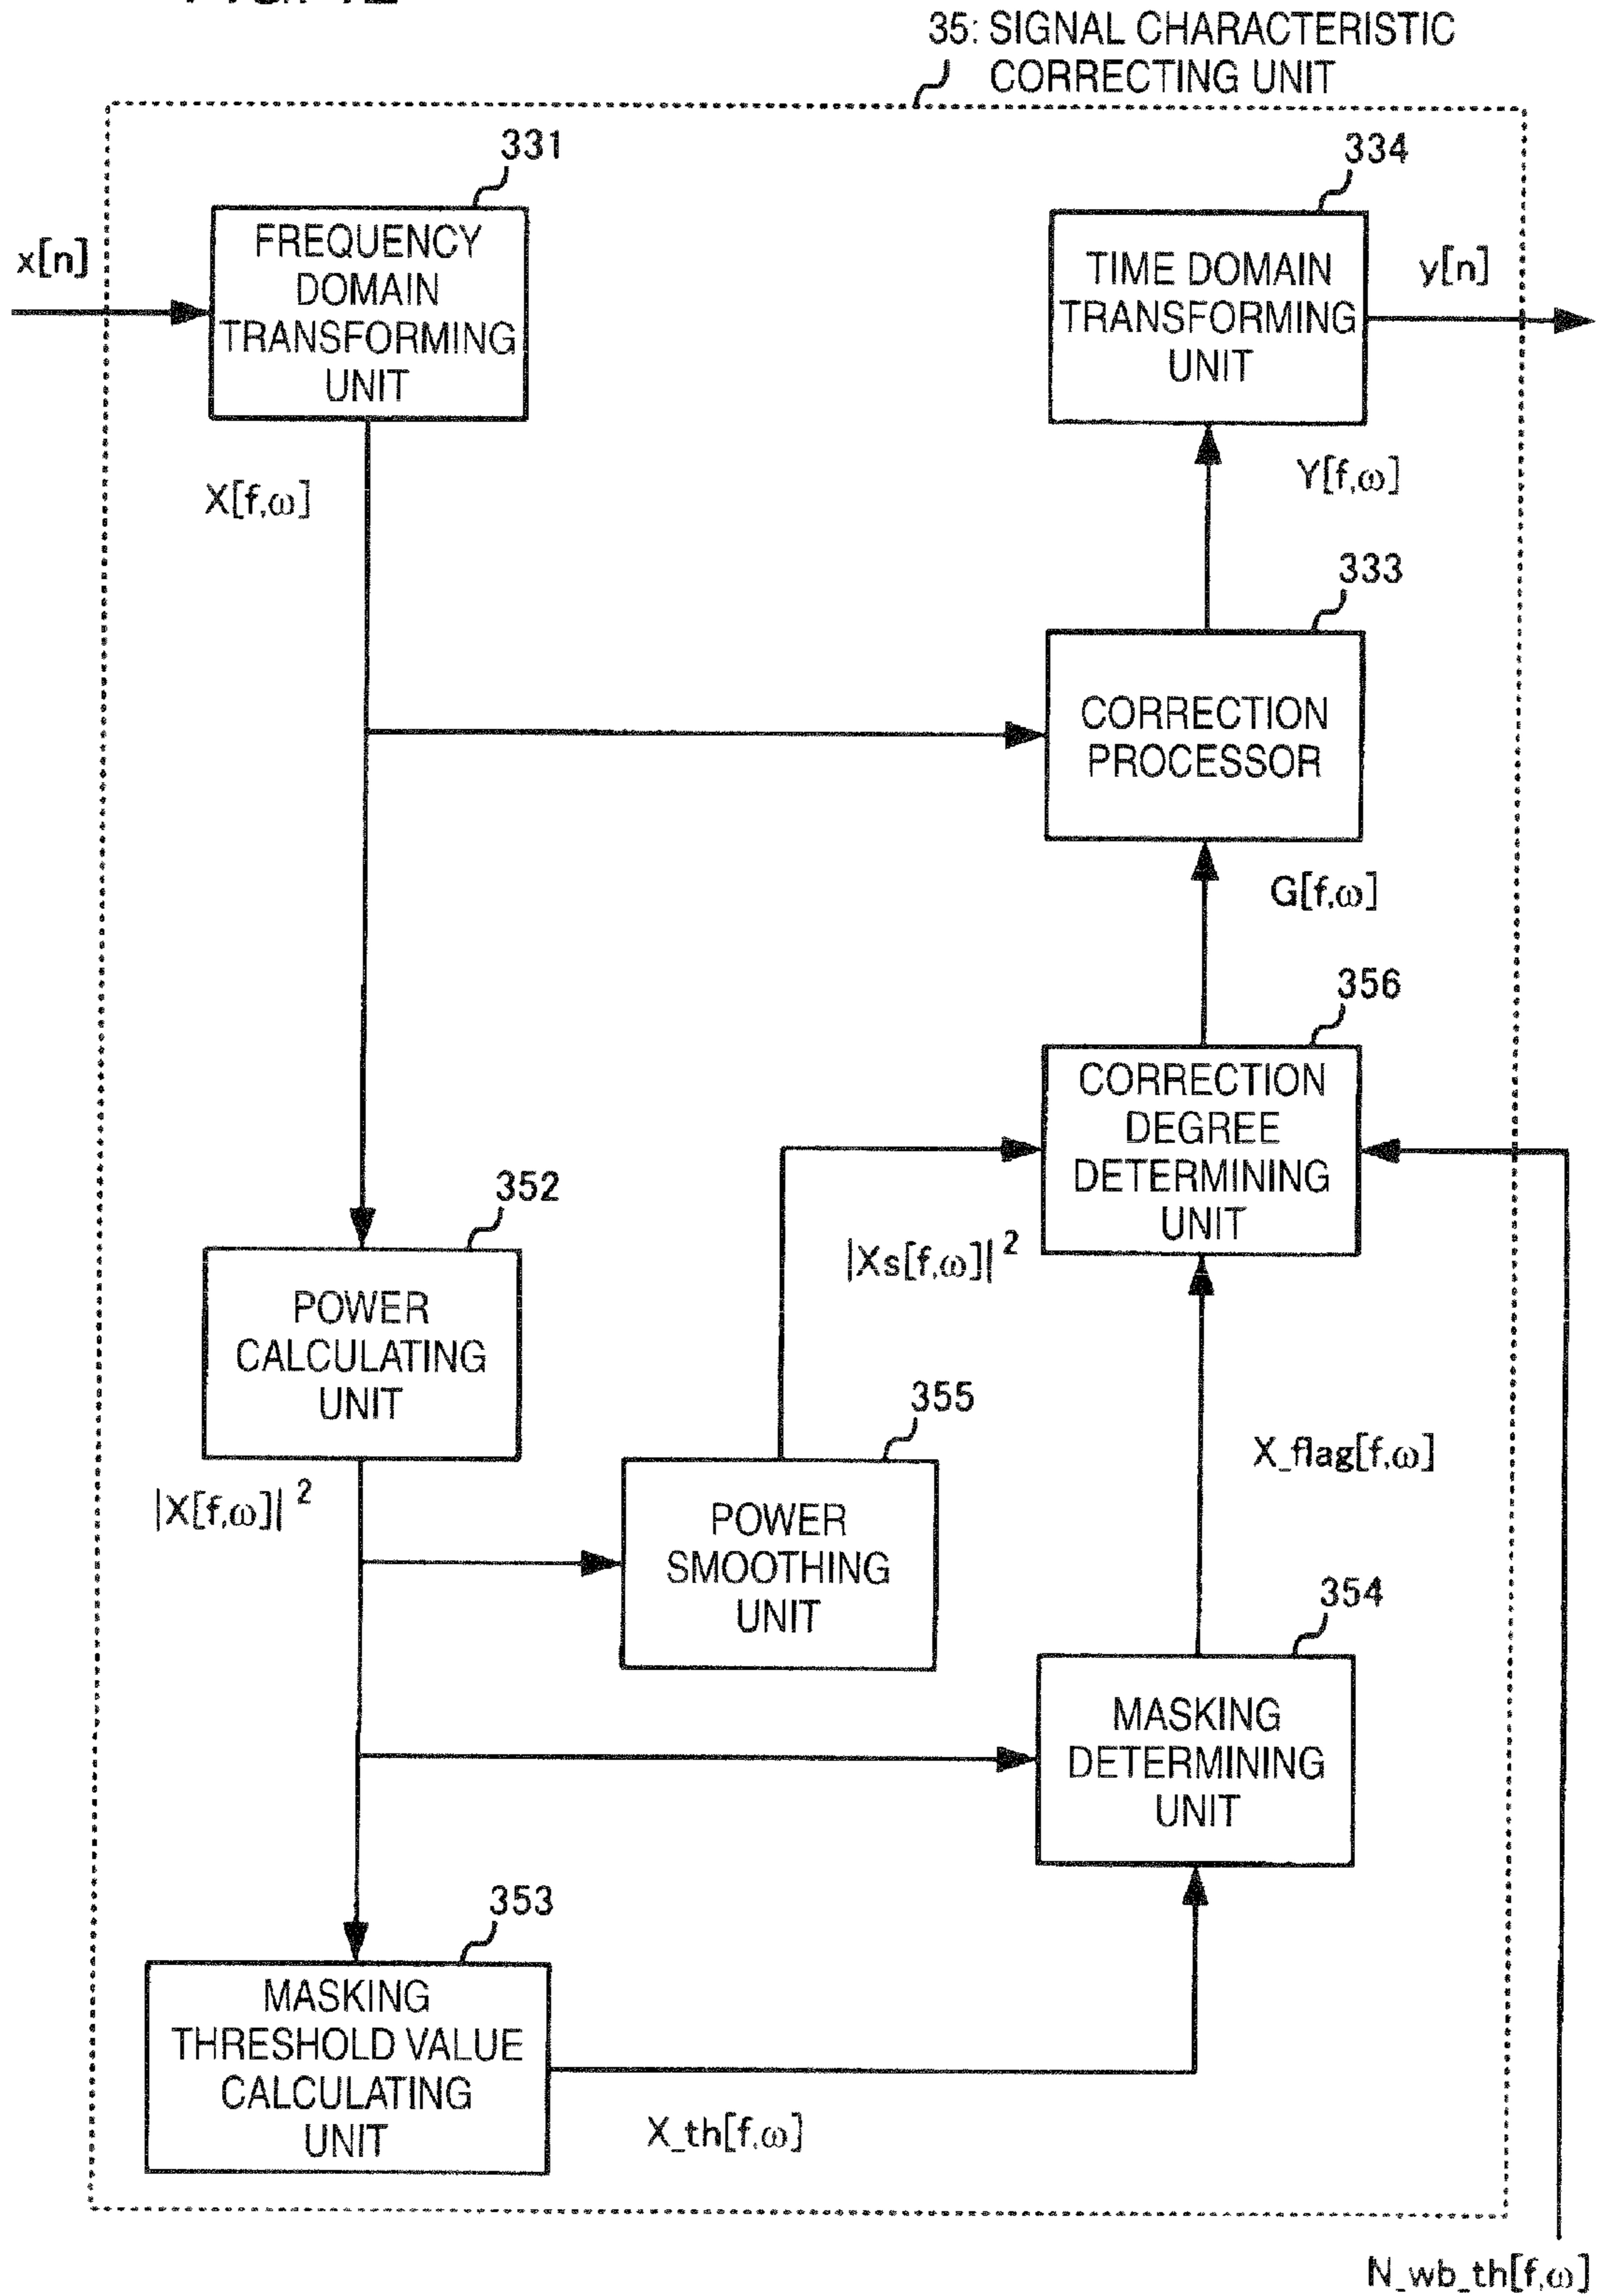 35: SIGNAL CHARACTERISTIC
CORRECTING UNIT
331
334
x[n]
FREQUENCY
DOMAIN
TRANSFORMING
UNIT
TIME DOMAIN
TRANSFORMING
UNIT
y[n]
X[f,ω]
Y[f,ω]
333
CORRECTION
PROCESSOR
G[f,ω]
356
CORRECTION
DEGREE
DETERMINING
UNIT
352
|Xs[f,ω]|²
POWER
CALCULATING
UNIT
355
X_flag[f,ω]
|X[f,ω]|²
POWER
SMOOTHING
UNIT
354
MASKING
DETERMINING
UNIT
353
MASKING
THRESHOLD VALUE
CALCULATING
UNIT
X_th[f,ω]
N_wb_th[f,ω]